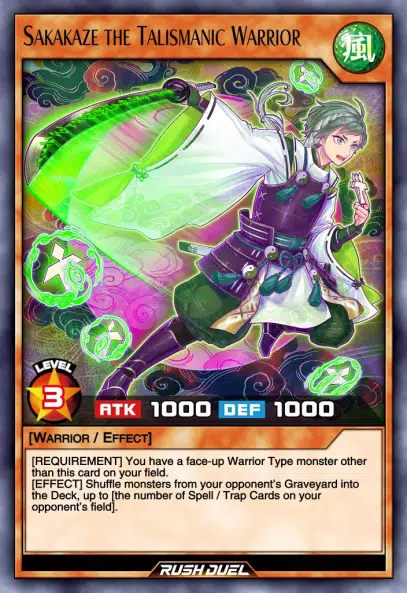 Sakakaze the Talismanic Warrior
風
LEVEL
3
ATK 1000 DEF 1000
[Warrior / Effect]
[REQUIREMENT] You have a face-up Warrior Type monster other
than this card on your field.
[EFFECT] Shuffle monsters from your opponent's Graveyard into
the Deck, up to [the number of Spell / Trap Cards on your
opponent's field].
RUSH DUEL